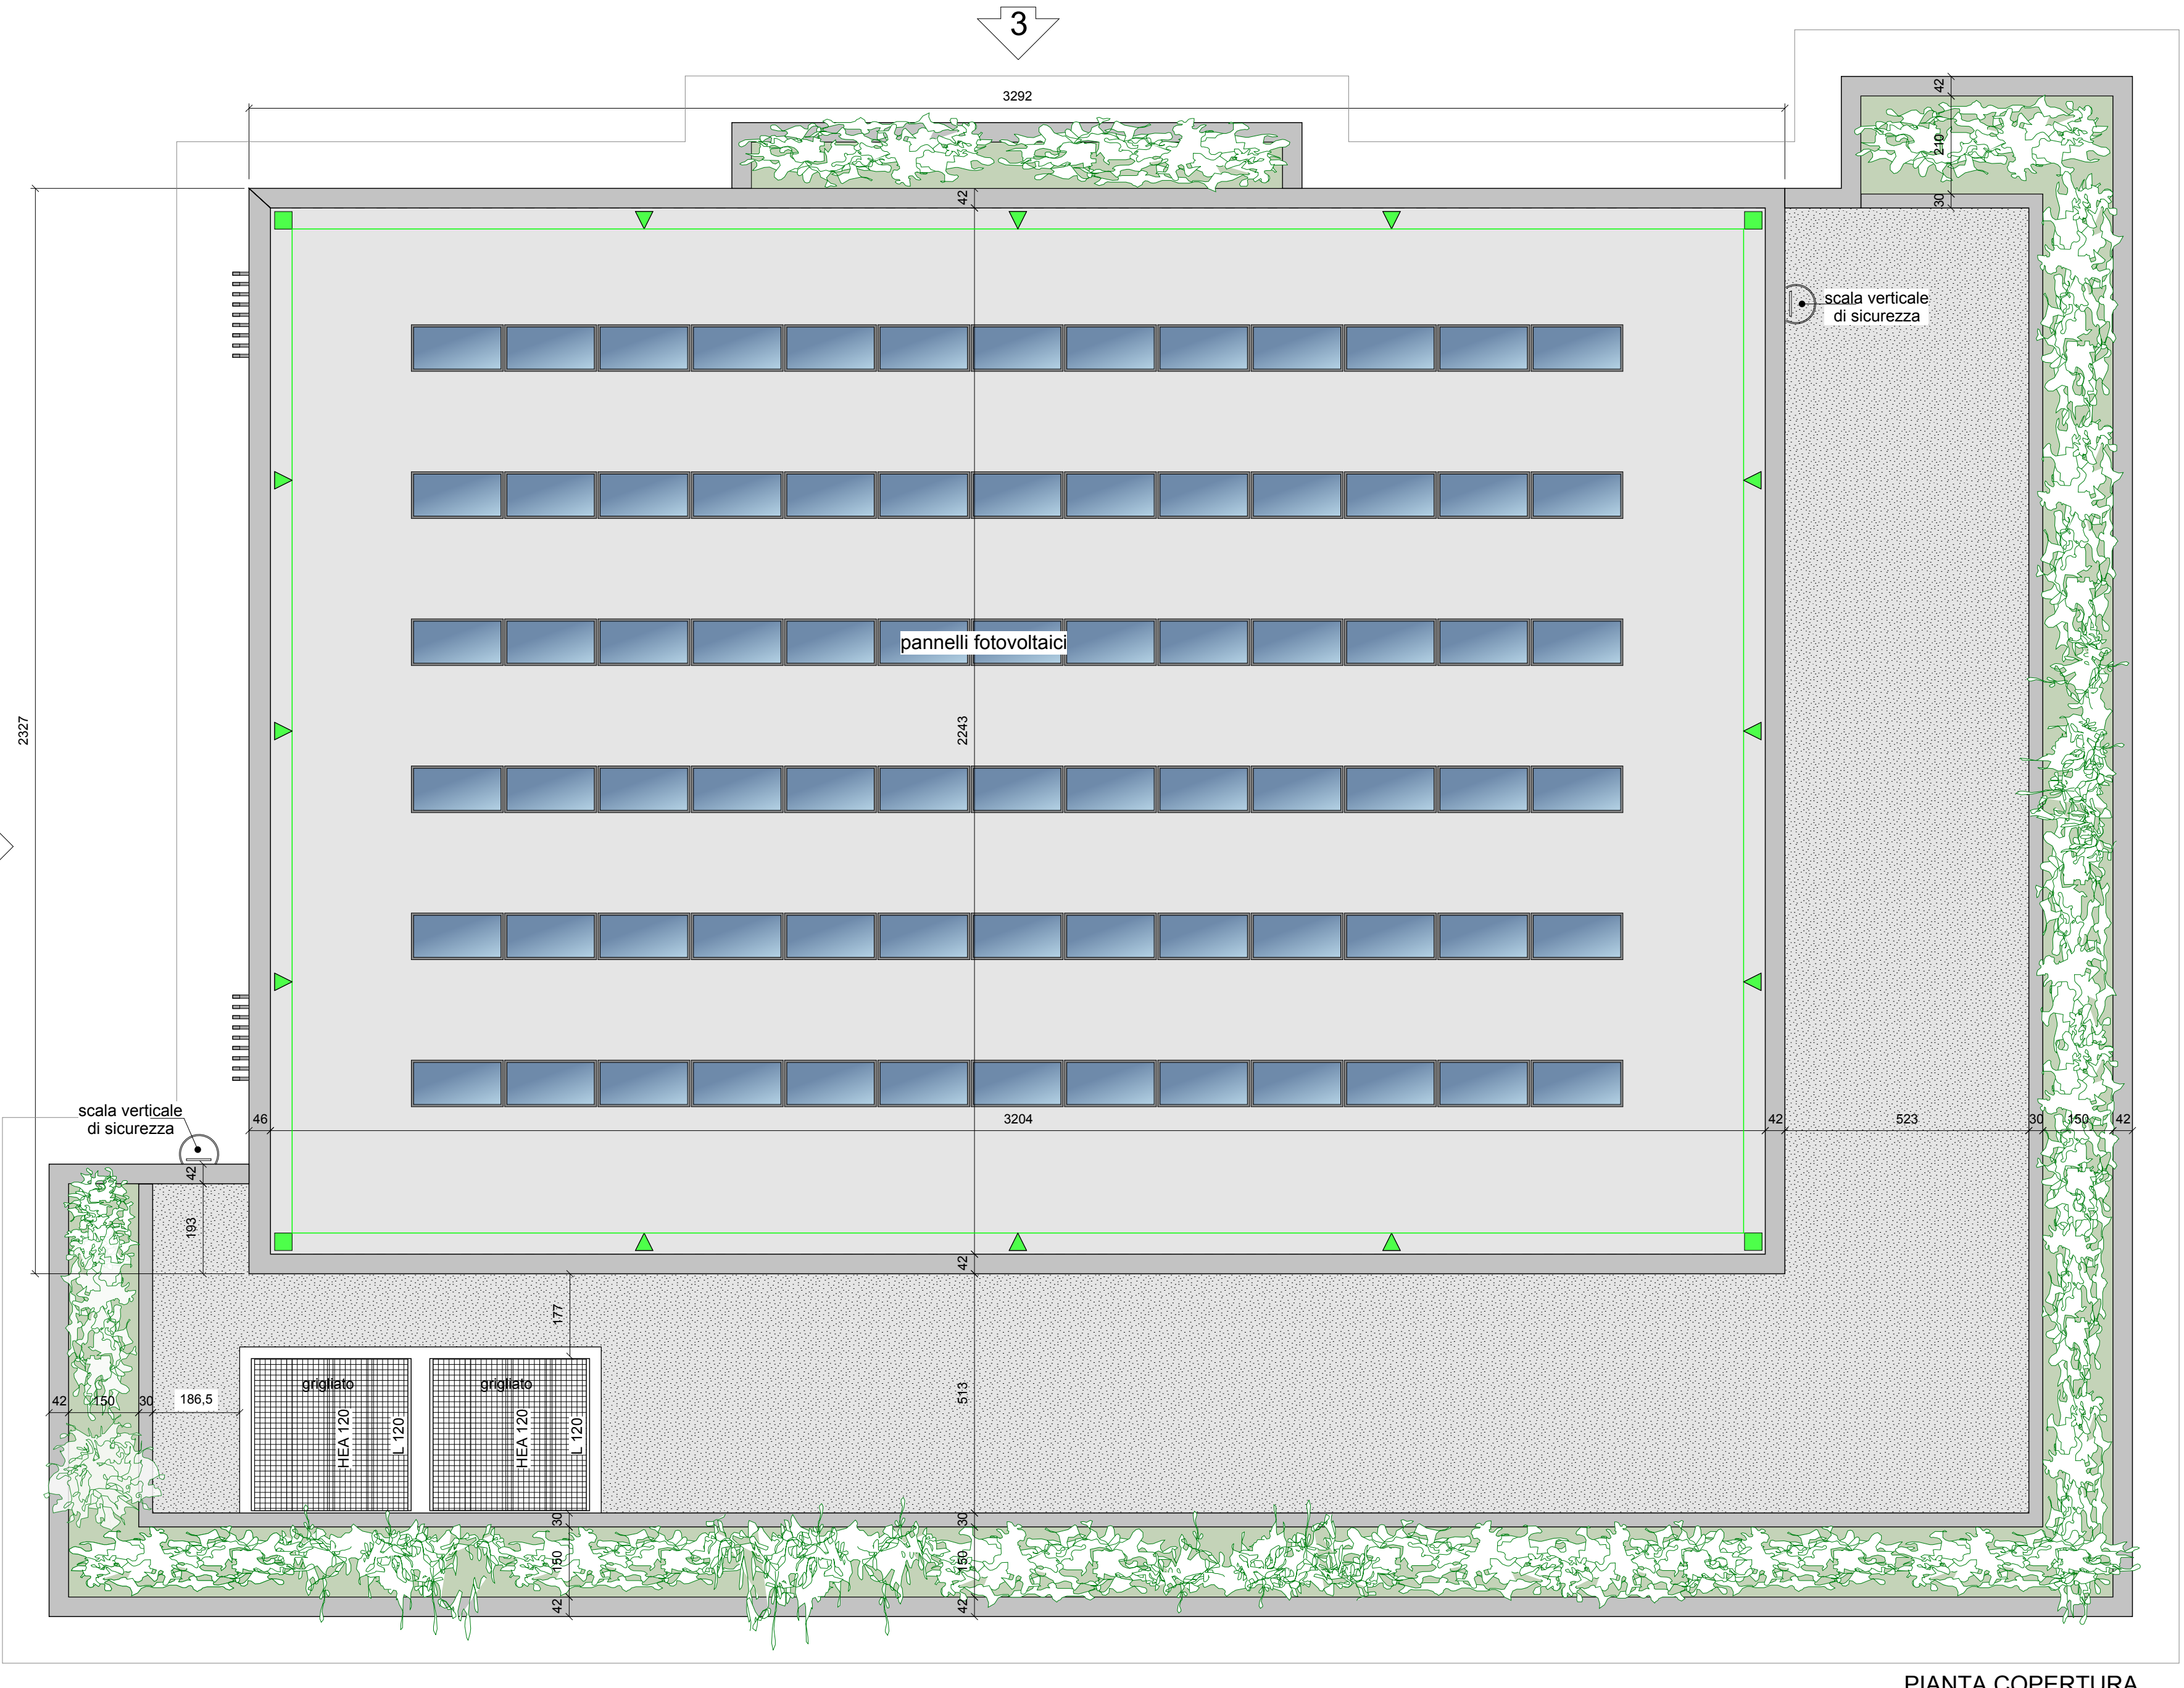 3
3292
42
210
30
42
scala verticale
di sicurezza
pannelli fotovoltaici
2327
2243
scala verticale
di sicurezza
46
3204
42
523
30
150
42
42
193
42
177
grigliato
grigliato
HEA 120
L 120
HEA 120
L 120
42
150
30
186,5
513
30
150
42
30
150
42
PIANTA COPERTURA